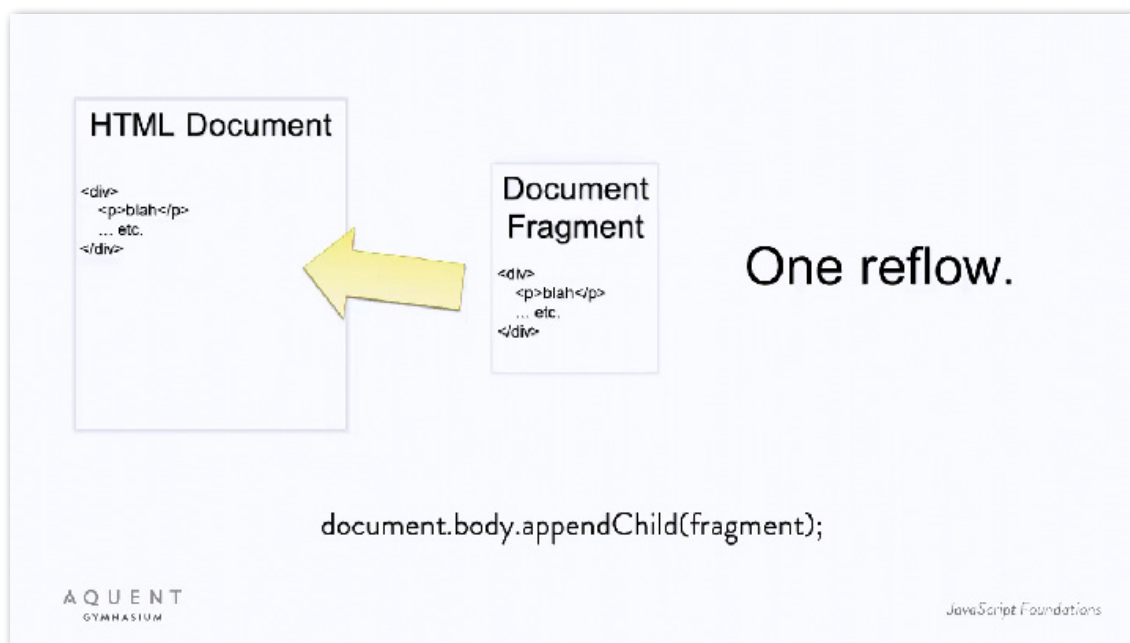 HTML Document
<div>
<p>blah</p>
... etc.
</div>
Document
Fragment
<div>
<p>blah</p>
... etc.
</div>
One reflow.
document.body.appendChild(fragment);
AQUENT
GYMNASIUM
JavaScript Foundations